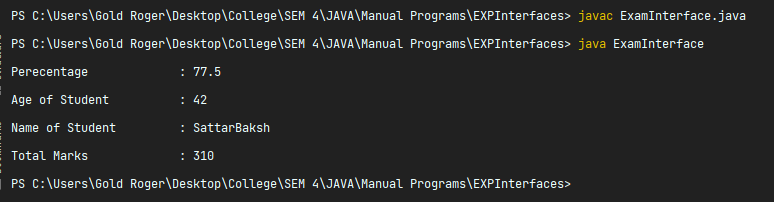 PS C:\Users\Gold Roger\Desktop\College\SEM 4\JAVA\Manual Programs\EXPInterfaces> javac ExamInterface.java
PS C:\Users\Gold Roger\Desktop\College\SEM 4\JAVA\Manual Programs\EXPInterfaces> java ExamInterface
Perecentage : 77.5
Age of Student : 42
Name of Student : SattarBaksh
Total Marks : 310
PS C:\Users\Gold Roger\Desktop\College\SEM 4\JAVA\Manual Programs\EXPInterfaces>